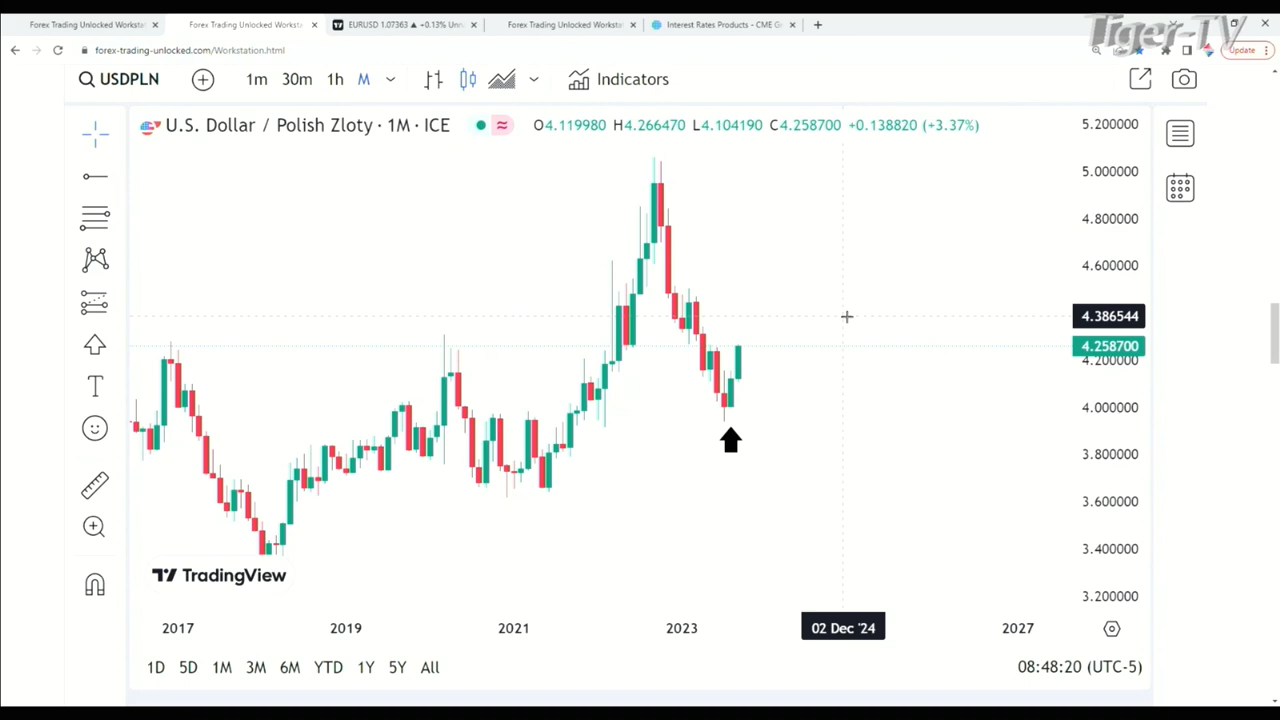 Forex Trading Unlocked Worksta
Forex Trading Unlocked Worksta
EURUSD 1.07363 ▲ +0.13% Unn
Forex Trading Unlocked Worksta
Interest Rates Products - CME G
Tiger-TV
forex-trading-unlocked.com/Workstation.html
Update
USDPLN
1m 30m 1h M
Indicators
U.S. Dollar / Polish Zloty · 1M · ICE
O4.119980 H4.266470 L4.104190 C4.258700 +0.138820 (+3.37%)
5.200000
5.000000
4.800000
4.600000
4.386544
4.258700
4.200000
4.000000
3.800000
3.600000
3.400000
3.200000
TradingView
2017 2019 2021 2023 02 Dec '24 2027
1D 5D 1M 3M 6M YTD 1Y 5Y All
08:48:20 (UTC-5)